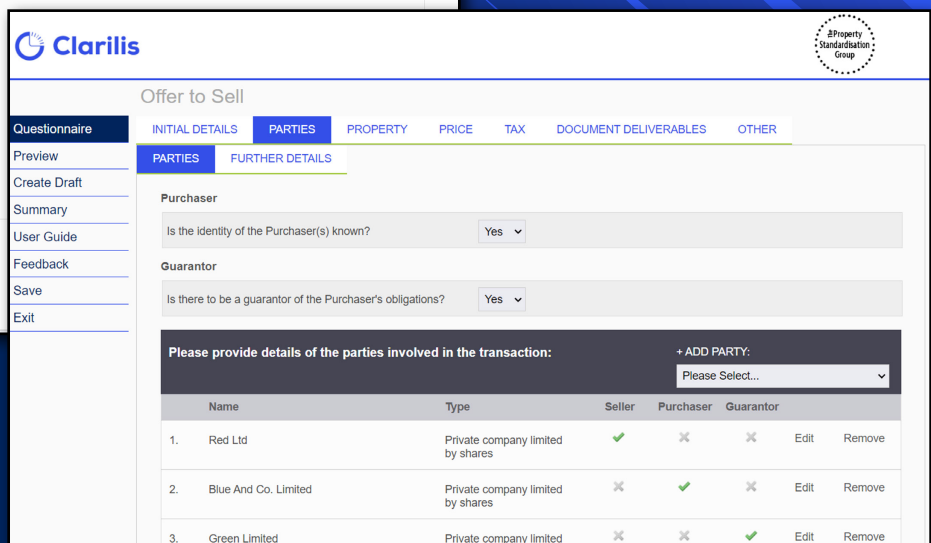 Clarilis
Property
Standardisation
Group
Offer to Sell
Questionnaire
Preview
Create Draft
Summary
User Guide
Feedback
Save
Exit
INITIAL DETAILS PARTIES PROPERTY PRICE TAX DOCUMENT DELIVERABLES OTHER
PARTIES FURTHER DETAILS
Purchaser
Is the identity of the Purchaser(s) known? Yes
Guarantor
Is there to be a guarantor of the Purchaser's obligations? Yes
Please provide details of the parties involved in the transaction: + ADD PARTY:
Please Select...
Name Type Seller Purchaser Guarantor
1. Red Ltd Private company limited Edit Remove
by shares
2. Blue And Co. Limited Private company limited Edit Remove
by shares
3. Green Limited Private company limited Edit Remove